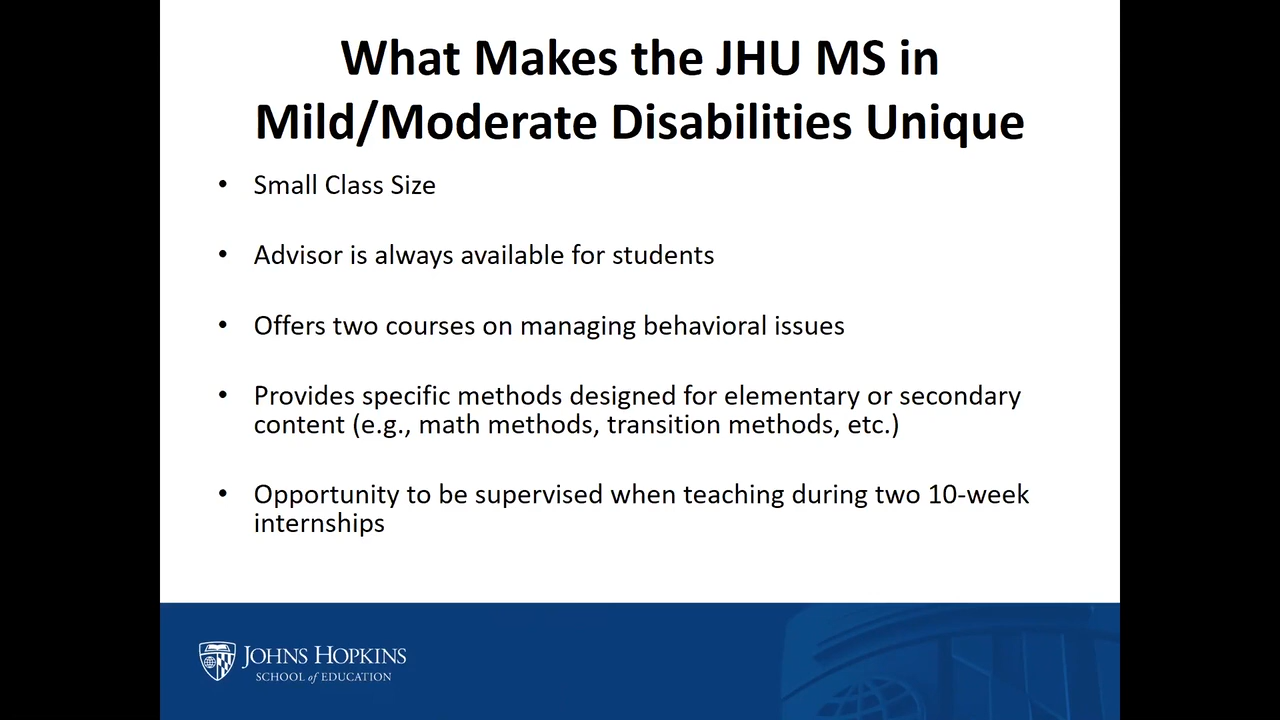 What Makes the JHU MS in
Mild/Moderate Disabilities Unique
• Small Class Size
• Advisor is always available for students
• Offers two courses on managing behavioral issues
• Provides specific methods designed for elementary or secondary
content (e.g., math methods, transition methods, etc.)
• Opportunity to be supervised when teaching during two 10-week
internships
JOHNS HOPKINS
SCHOOL of EDUCATION